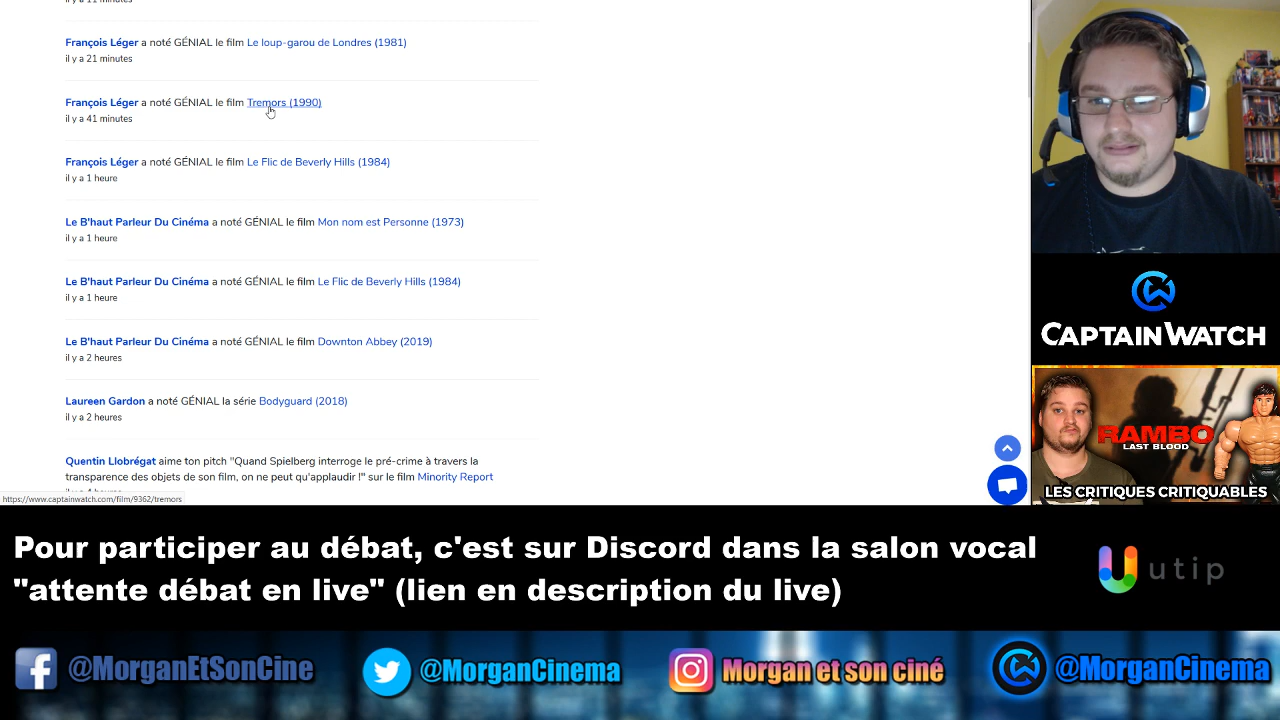 François Léger a noté GÉNIAL le film Le loup-garou de Londres (1981)
il y a 21 minutes
François Léger a noté GÉNIAL le film Tremors (1990)
il y a 41 minutes
François Léger a noté GÉNIAL le film Le Flic de Beverly Hills (1984)
il y a 1 heure
Le B'haut Parleur Du Cinéma a noté GÉNIAL le film Mon nom est Personne (1973)
il y a 1 heure
Le B'haut Parleur Du Cinéma a noté GÉNIAL le film Le Flic de Beverly Hills (1984)
il y a 1 heure
Le B'haut Parleur Du Cinéma a noté GÉNIAL le film Downton Abbey (2019)
il y a 2 heures
Laureen Gardon a noté GÉNIAL la série Bodyguard (2018)
il y a 2 heures
Quentin Llobrégat aime ton pitch "Quand Spielberg interroge le pré-crime à travers la
transparence des objets de son film, on ne peut qu'applaudir !" sur le film Minority Report
https://www.captainwatch.com/film/9362/tremors
CAPTAINWATCH
RAMBO
LAST BLOOD
LES CRITIQUES CRITIQUABLES
Pour participer au débat, c'est sur Discord dans la salon vocal
"attente débat en live" (lien en description du live)
utip
@MorganEtSonCine
@MorganCinema
Morgan et son ciné
@MorganCinema